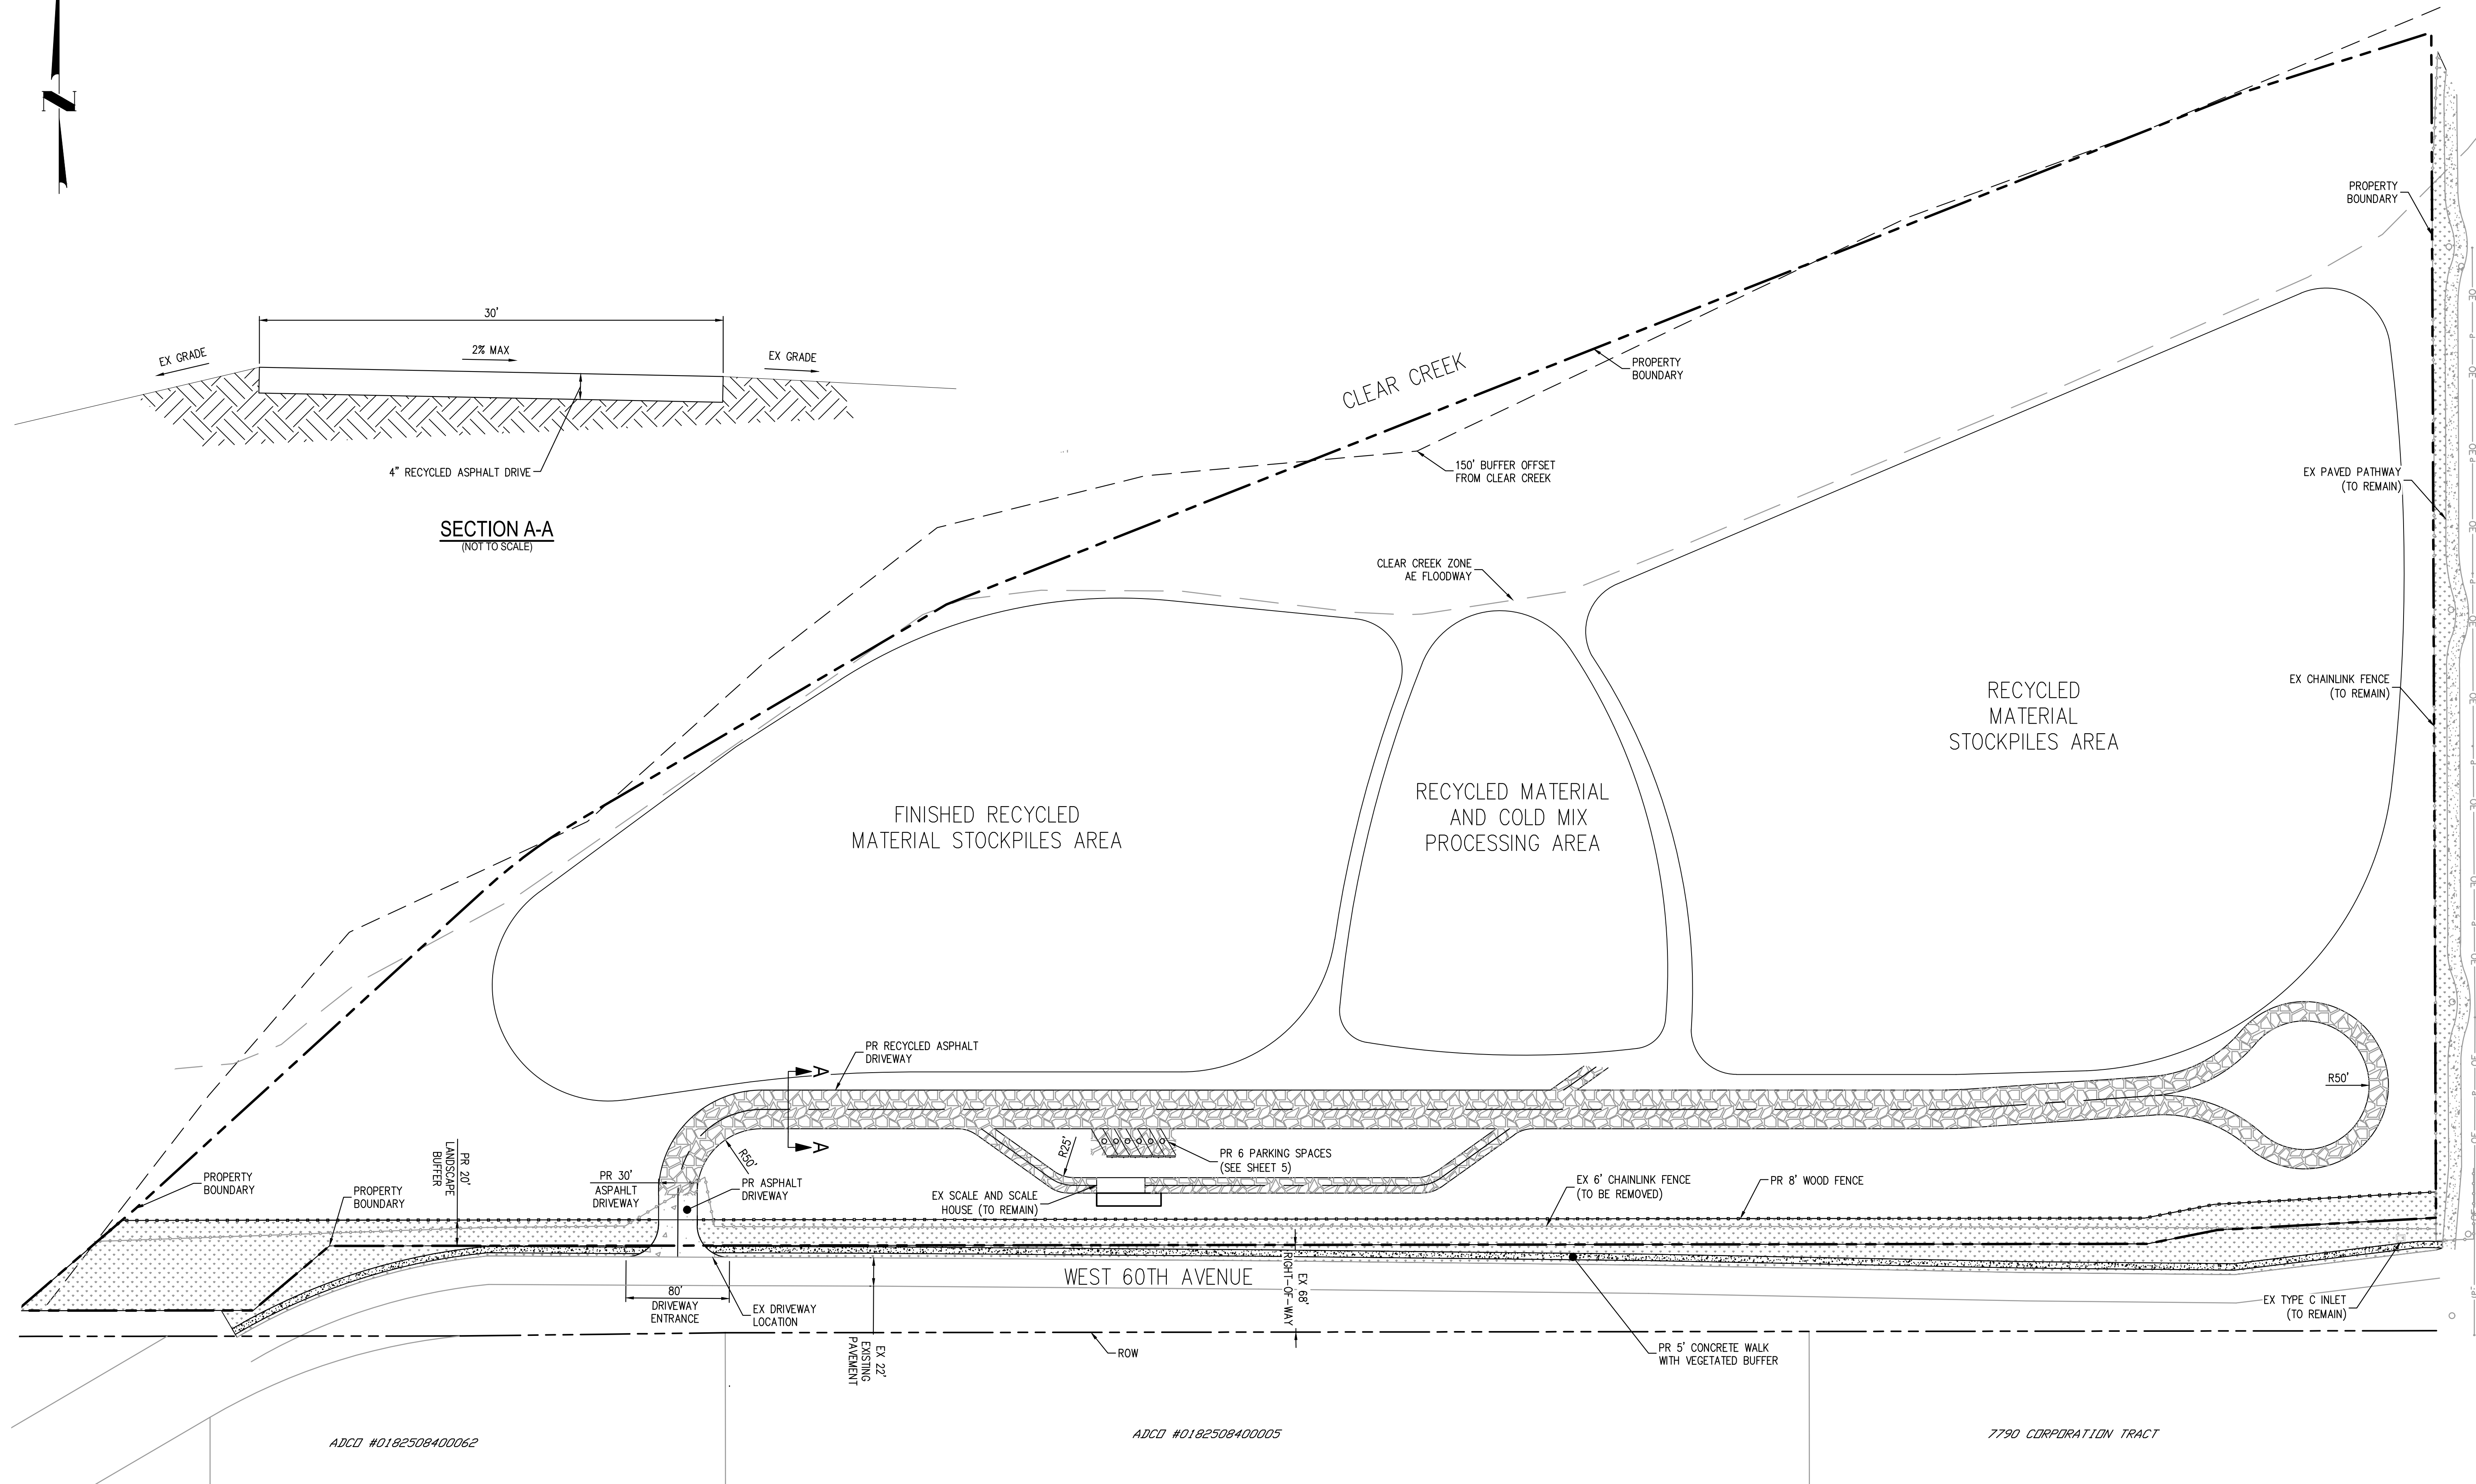 N
PROPERTY
BOUNDARY
30'
2% MAX
EX GRADE
EX GRADE
4" RECYCLED ASPHALT DRIVE
SECTION A-A
(NOT TO SCALE)
CLEAR CREEK
PROPERTY
BOUNDARY
150' BUFFER OFFSET
FROM CLEAR CREEK
EX PAVED PATHWAY
(TO REMAIN)
CLEAR CREEK ZONE
AE FLOODWAY
EX CHAINLINK FENCE
(TO REMAIN)
RECYCLED
MATERIAL
STOCKPILES AREA
RECYCLED MATERIAL
AND COLD MIX
PROCESSING AREA
FINISHED RECYCLED
MATERIAL STOCKPILES AREA
PR RECYCLED ASPHALT
DRIVEWAY
A
A
R50'
R50'
R25'
PR 6 PARKING SPACES
(SEE SHEET 5)
PR 20'
LANDSCAPE
BUFFER
PROPERTY
BOUNDARY
PROPERTY
BOUNDARY
PR 30'
ASPAHLT
DRIVEWAY
PR ASPHALT
DRIVEWAY
EX SCALE AND SCALE
HOUSE (TO REMAIN)
EX 6' CHAINLINK FENCE
(TO BE REMOVED)
PR 8' WOOD FENCE
WEST 60TH AVENUE
EX 68'
RIGHT-OF-WAY
80'
DRIVEWAY
ENTRANCE
EX DRIVEWAY
LOCATION
EX TYPE C INLET
(TO REMAIN)
EX 22'
EXISTING
PAVEMENT
ROW
PR 5' CONCRETE WALK
WITH VEGETATED BUFFER
ADCO #0182508400062
ADCO #0182508400005
7790 CORPORATION TRACT